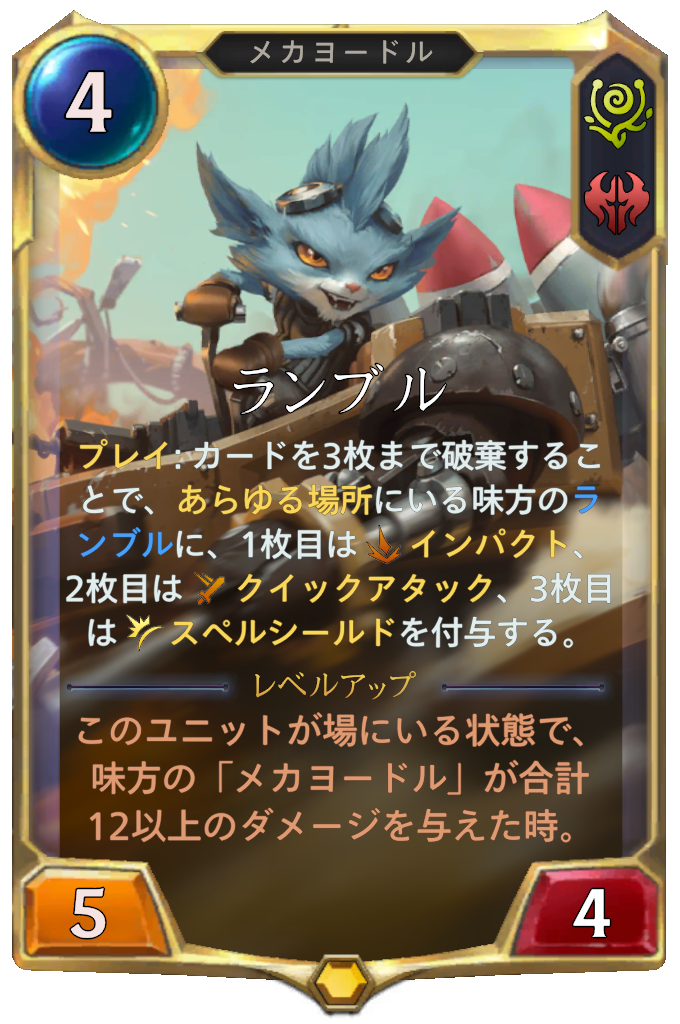 メカヨードル
4
ランブル
プレイ: カードを3枚まで破棄するこ
とで、あらゆる場所にいる味方のラ
ンブルに、1枚目は インパクト、
2枚目は クイックアタック、3枚目
は スペルシールドを付与する。
レベルアップ
このユニットが場にいる状態で、
味方の「メカヨードル」が合計
12以上のダメージを与えた時。
5
4